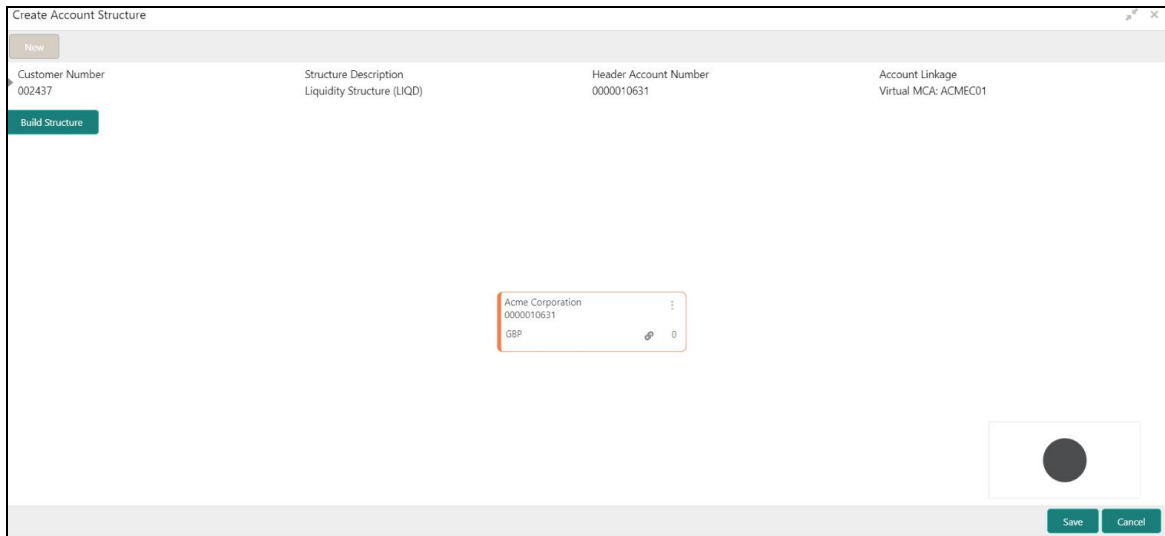 Create Account Structure
New
Customer Number
002437
Structure Description
Liquidity Structure (LIQD)
Header Account Number
0000010631
Account Linkage
Virtual MCA: ACMEC01
Build Structure
Acme Corporation
0000010631
GBP 0
Save Cancel